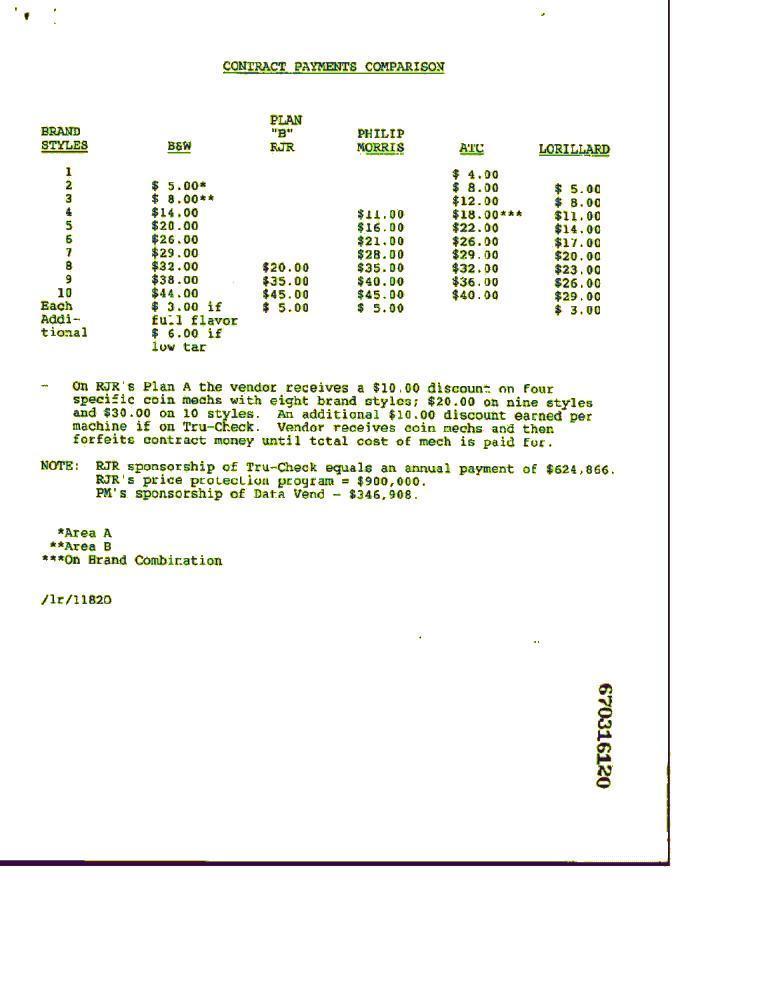 CONTRACT PAYMENTS COMPARISON
BRAND STYLES B&W PLAN "B" RJR PHILIP MORRIS ATC LORILLARD
1 $ 4.00
2 $ 5.00* $ 8.00 $ 5.00
3 $ 8.00** $12.00 $ 8.00
4 $14.00 $11.00 $18.00*** $11.00
5 $20.00 $16.00 $22.00 $14.00
6 $26.00 $21.00 $26.00 $17.00
7 $29.00 $28.00 $29.00 $20.00
8 $32.00 $20.00 $35.00 $32.00 $23.00
9 $38.00 $35.00 $40.00 $36.00 $26.00
10 $44.00 $45.00 $45.00 $40.00 $29.00
Each $ 3.00 if $ 5.00 $ 5.00 $ 3.00
Addi- full flavor
tional $ 6.00 if
low tar
- On RJR's Plan A the vendor receives a $10.00 discount on four
specific coin mechs with eight brand styles; $20.00 on nine styles
and $30.00 on 10 styles. An additional $10.00 discount earned per
machine if on Tru-Check. Vendor receives coin mechs and then
forfeits contract money until total cost of mech is paid for.
NOTE: RJR sponsorship of Tru-Check equals an annual payment of $624,866.
RJR's price protection program = $900,000.
PM's sponsorship of Data Vend - $346,908.
*Area A
**Area B
***On Brand Combination
/lr/11820
670316120